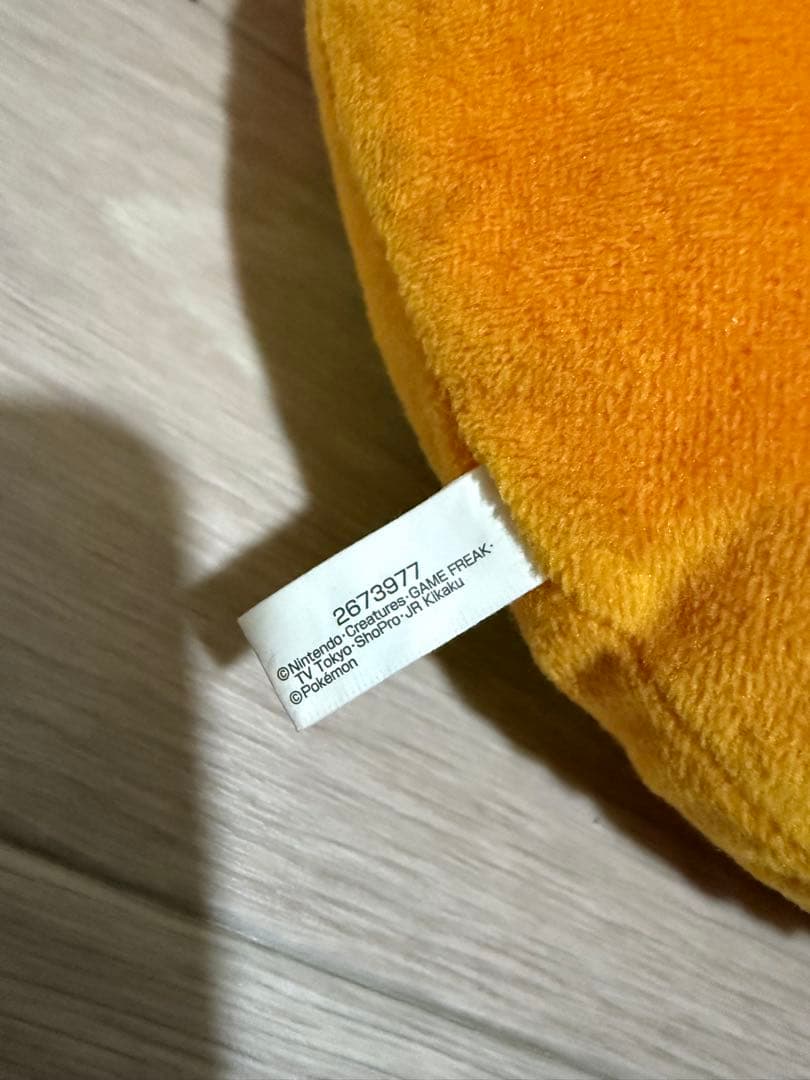 2673977
©Nintendo·Creatures·GAME FREAK·
TV Tokyo·ShoPro·JR Kikaku
©Pokémon